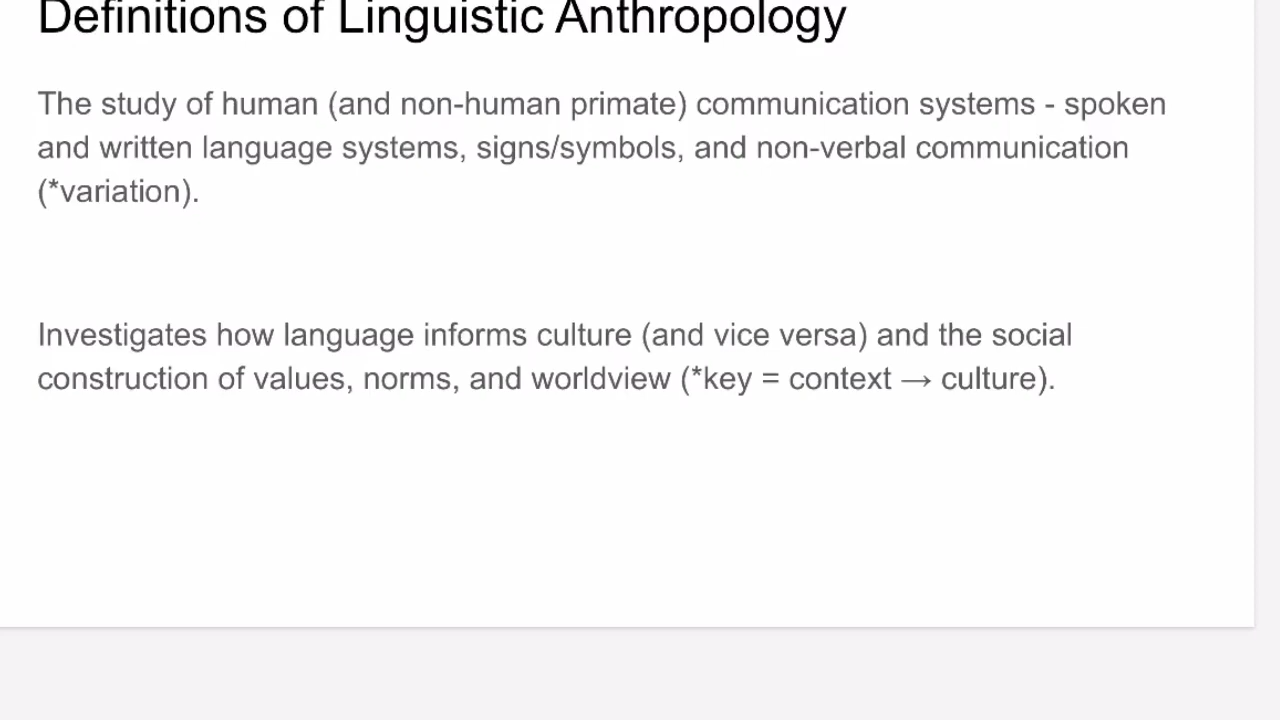 Definitions of Linguistic Anthropology
The study of human (and non-human primate) communication systems - spoken
and written language systems, signs/symbols, and non-verbal communication
(*variation).
Investigates how language informs culture (and vice versa) and the social
construction of values, norms, and worldview (*key = context → culture).